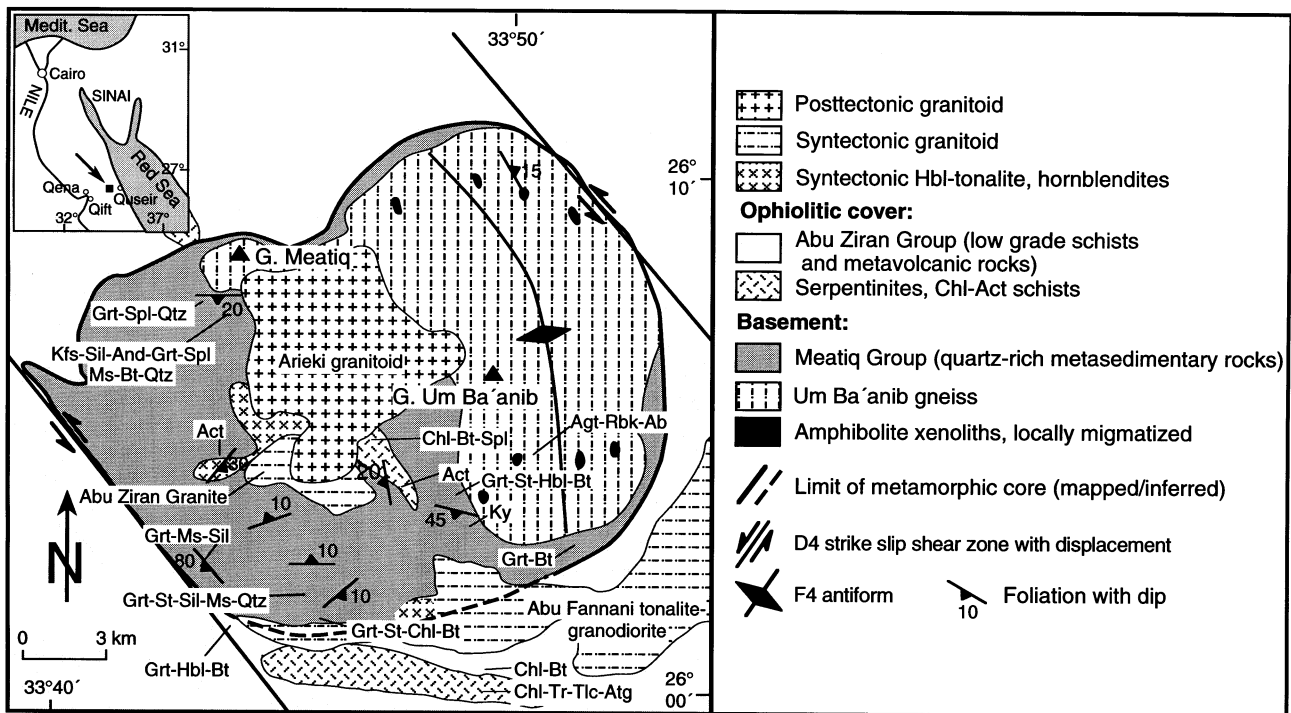 Medit. Sea
31°
Cairo
NILE
SINAI
Red Sea
27°
Qena
Quseir
Qift
32°
37°
33°50´
26°
10´
15
G. Meatiq
20
Grt-Spl-Qtz
Kfs-Sil-And-Grt-Spl
Ms-Bt-Qtz
Arieki granitoid
G. Um Ba´anib
Agt-Rbk-Ab
Act
Chl-Bt-Spl
30
20
Act
Grt-St-Hbl-Bt
Abu Ziran Granite
10
45
Ky
Grt-Ms-Sil
80
10
Grt-Bt
N
Grt-St-Sil-Ms-Qtz
10
Abu Fannani tonalite-
granodiorite
Grt-St-Chl-Bt
0 3 km
Grt-Hbl-Bt
Chl-Bt
Chl-Tr-Tlc-Atg
33°40´
26°
00´
Posttectonic granitoid
Syntectonic granitoid
Syntectonic Hbl-tonalite, hornblendites
Ophiolitic cover:
Abu Ziran Group (low grade schists
and metavolcanic rocks)
Serpentinites, Chl-Act schists
Basement:
Meatiq Group (quartz-rich metasedimentary rocks)
Um Ba´anib gneiss
Amphibolite xenoliths, locally migmatized
Limit of metamorphic core (mapped/inferred)
D4 strike slip shear zone with displacement
F4 antiform
10
Foliation with dip